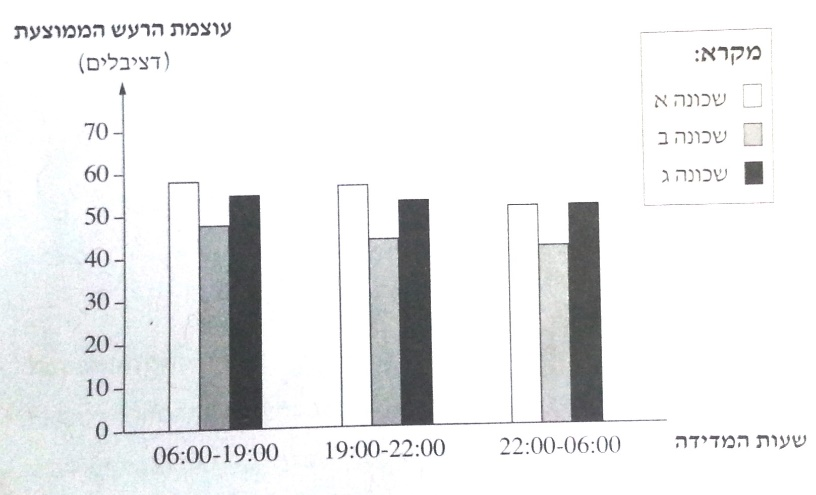 עוצמת הרעש הממוצעת
(דציבלים)
מקרא:
שכונה א
שכונה ב
שכונה ג
70
60
50
40
30
20
10
0
06:00-19:00
19:00-22:00
22:00-06:00
שעות המדידה